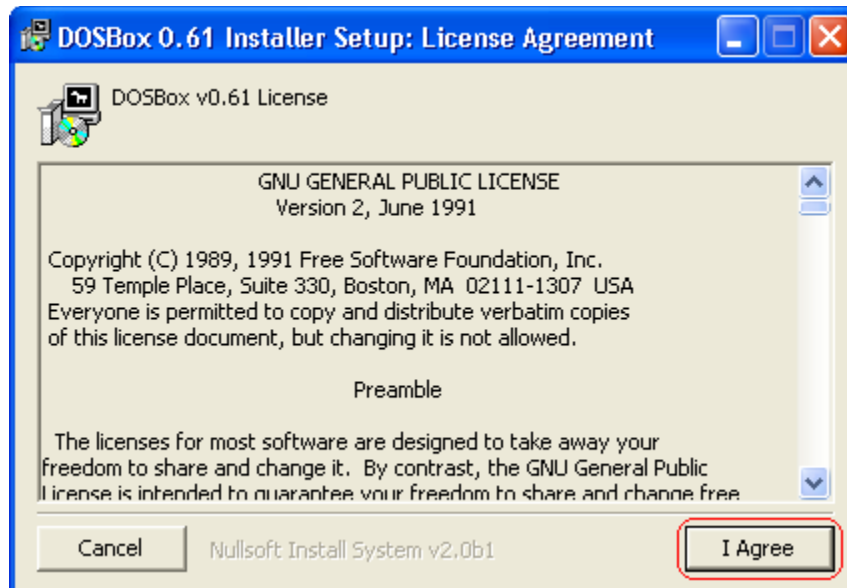 DOSBox 0.61 Installer Setup: License Agreement
DOSBox v0.61 License
GNU GENERAL PUBLIC LICENSE
Version 2, June 1991
Copyright (C) 1989, 1991 Free Software Foundation, Inc.
59 Temple Place, Suite 330, Boston, MA 02111-1307 USA
Everyone is permitted to copy and distribute verbatim copies
of this license document, but changing it is not allowed.
Preamble
The licenses for most software are designed to take away your
freedom to share and change it. By contrast, the GNU General Public
License is intended to guarantee your freedom to share and change free
Cancel
Nullsoft Install System v2.0b1
I Agree